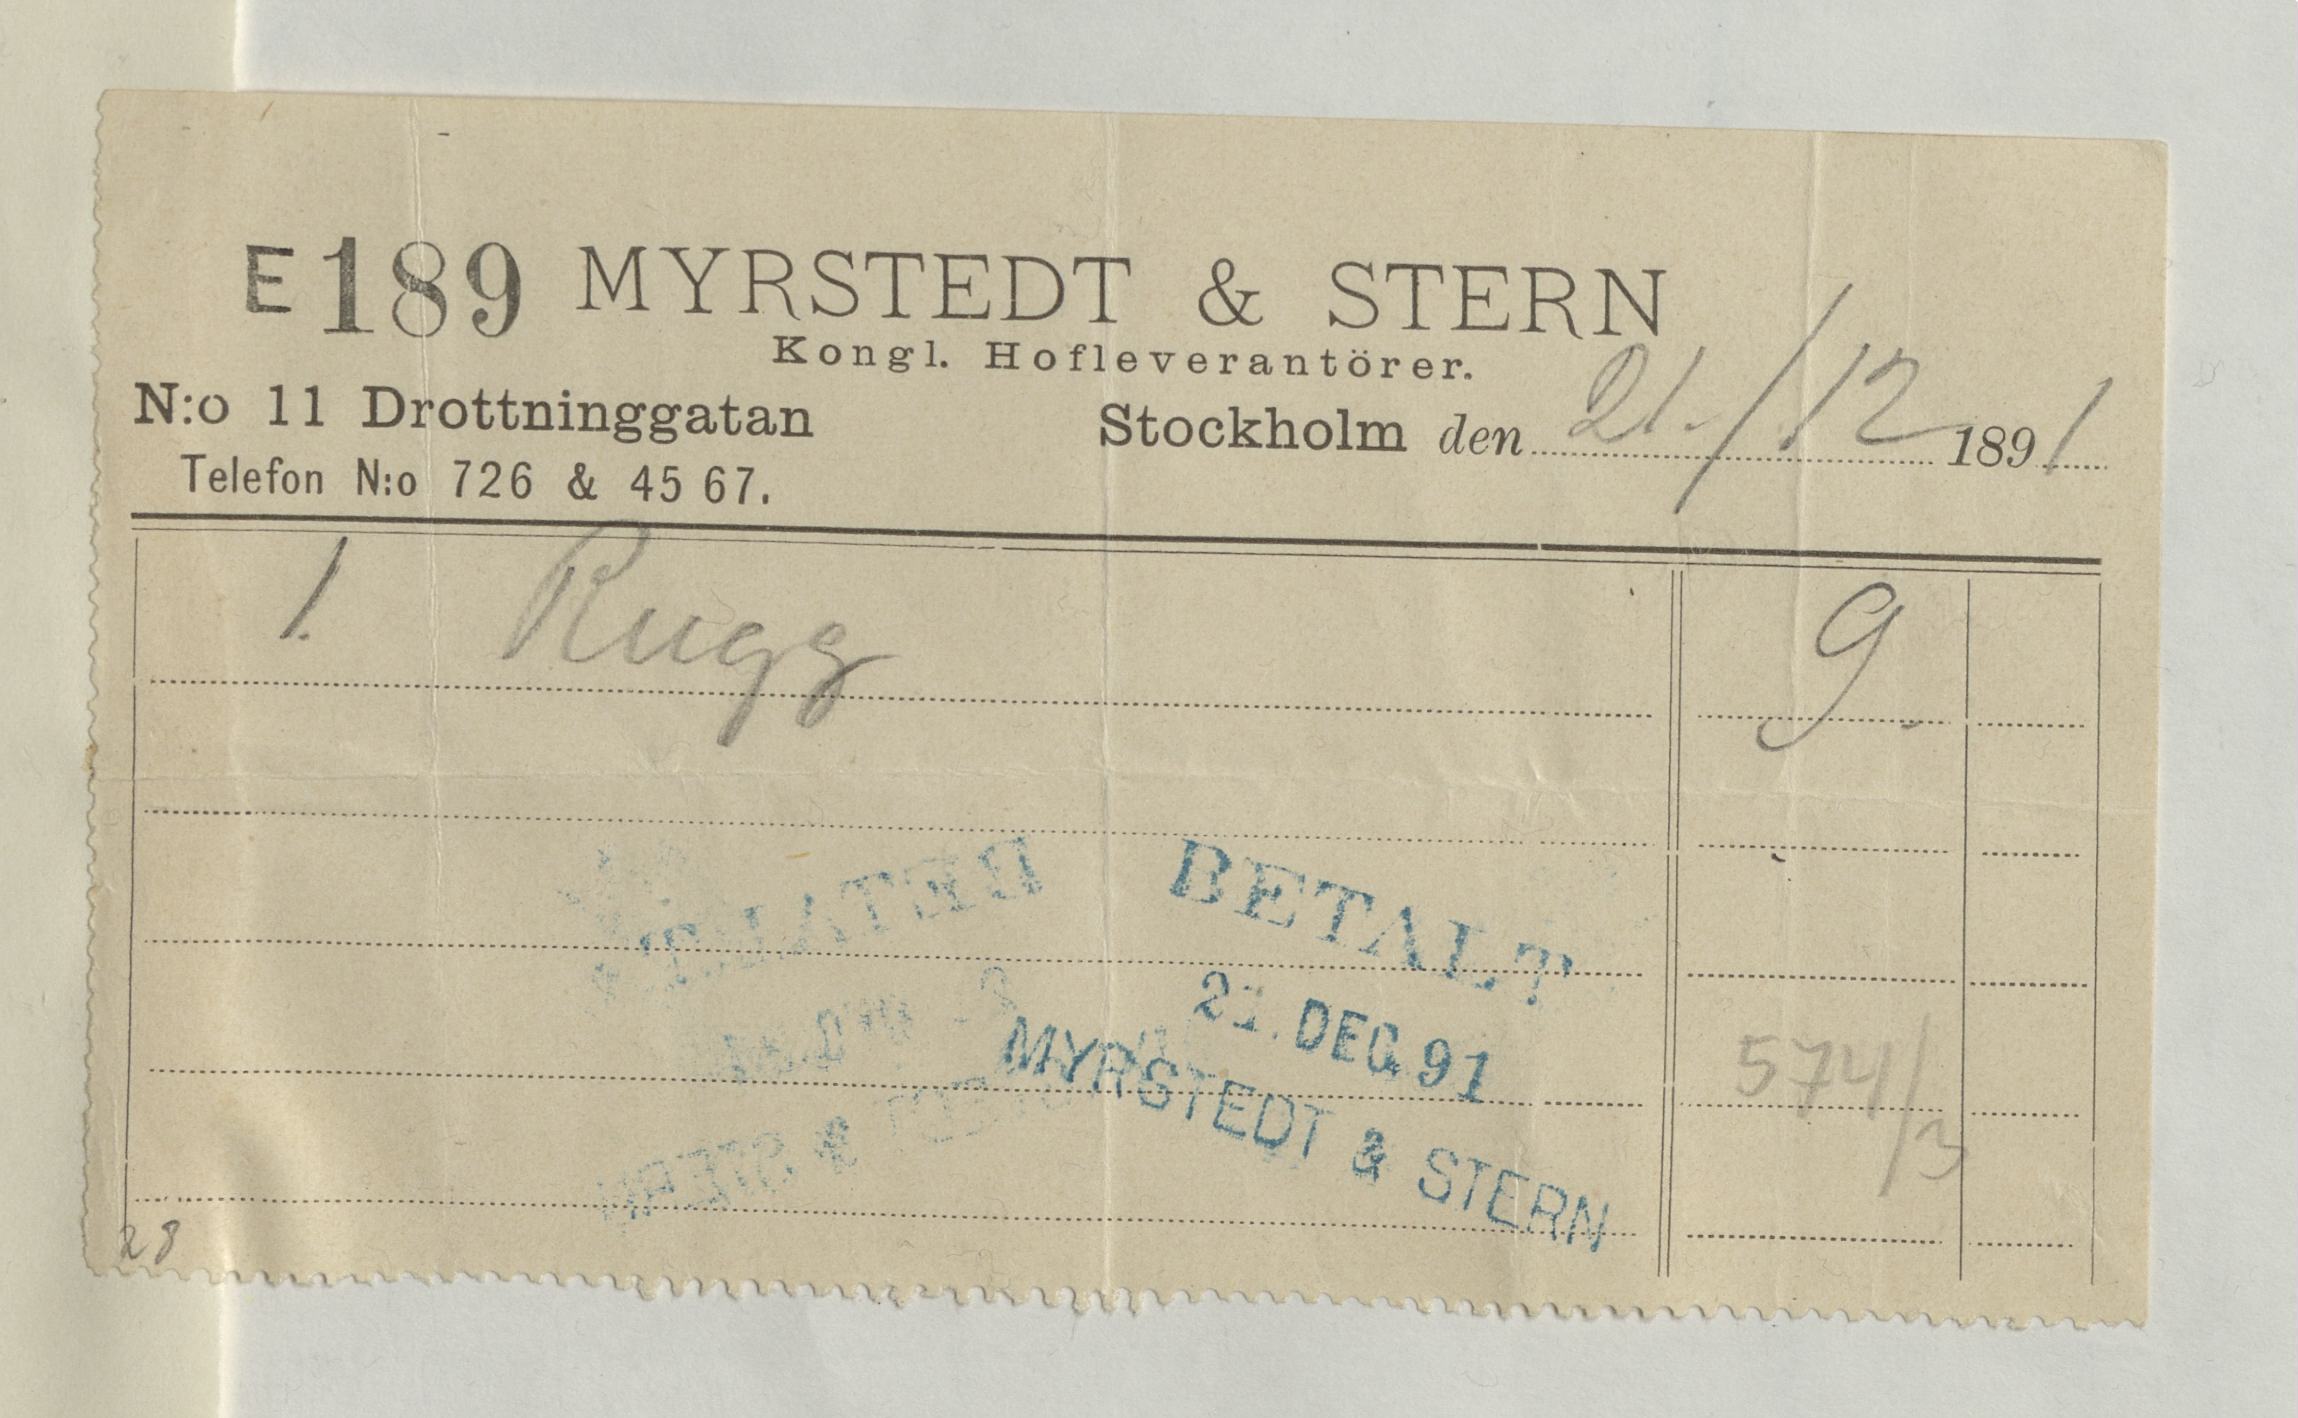 E 189 MYRSTEDT & STERN
Kongl. Hofleverantörer.
N:o 11 Drottninggatan Stockholm den 21./12 1891
Telefon N:o 726 & 45 67.
1. Rugg 9.
BETALT
21. DEC. 91
MYRSTEDT & STERN
574/3
28